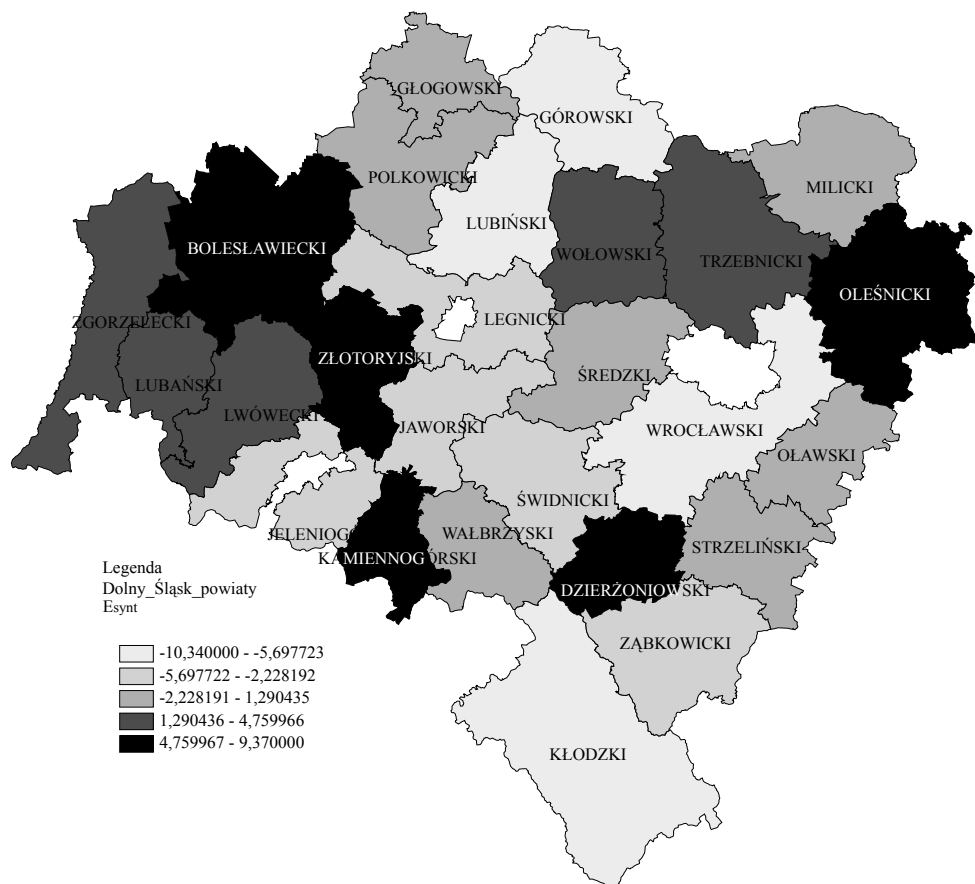 GŁOGOWSKI
GÓROWSKI
POLKOWICKI
MILICKI
LUBIŃSKI
BOLESŁAWIECKI
WOŁOWSKI
TRZEBNICKI
OLEŚNICKI
ZGORZELECKI
LEGNICKI
ZŁOTORYJSKI
LUBAŃSKI
ŚREDZKI
LWÓWECKI
JAWORSKI
WROCŁAWSKI
OŁAWSKI
ŚWIDNICKI
JELENIOG
WAŁBRZYSKI
STRZELIŃSKI
KAMIENNOGÓRSKI
DZIERŻONIOWSKI
ZĄBKOWICKI
KŁODZKI
Legenda
Dolny_Śląsk_powiaty
Esynt
-10,340000 - -5,697723
-5,697722 - -2,228192
-2,228191 - 1,290435
1,290436 - 4,759966
4,759967 - 9,370000